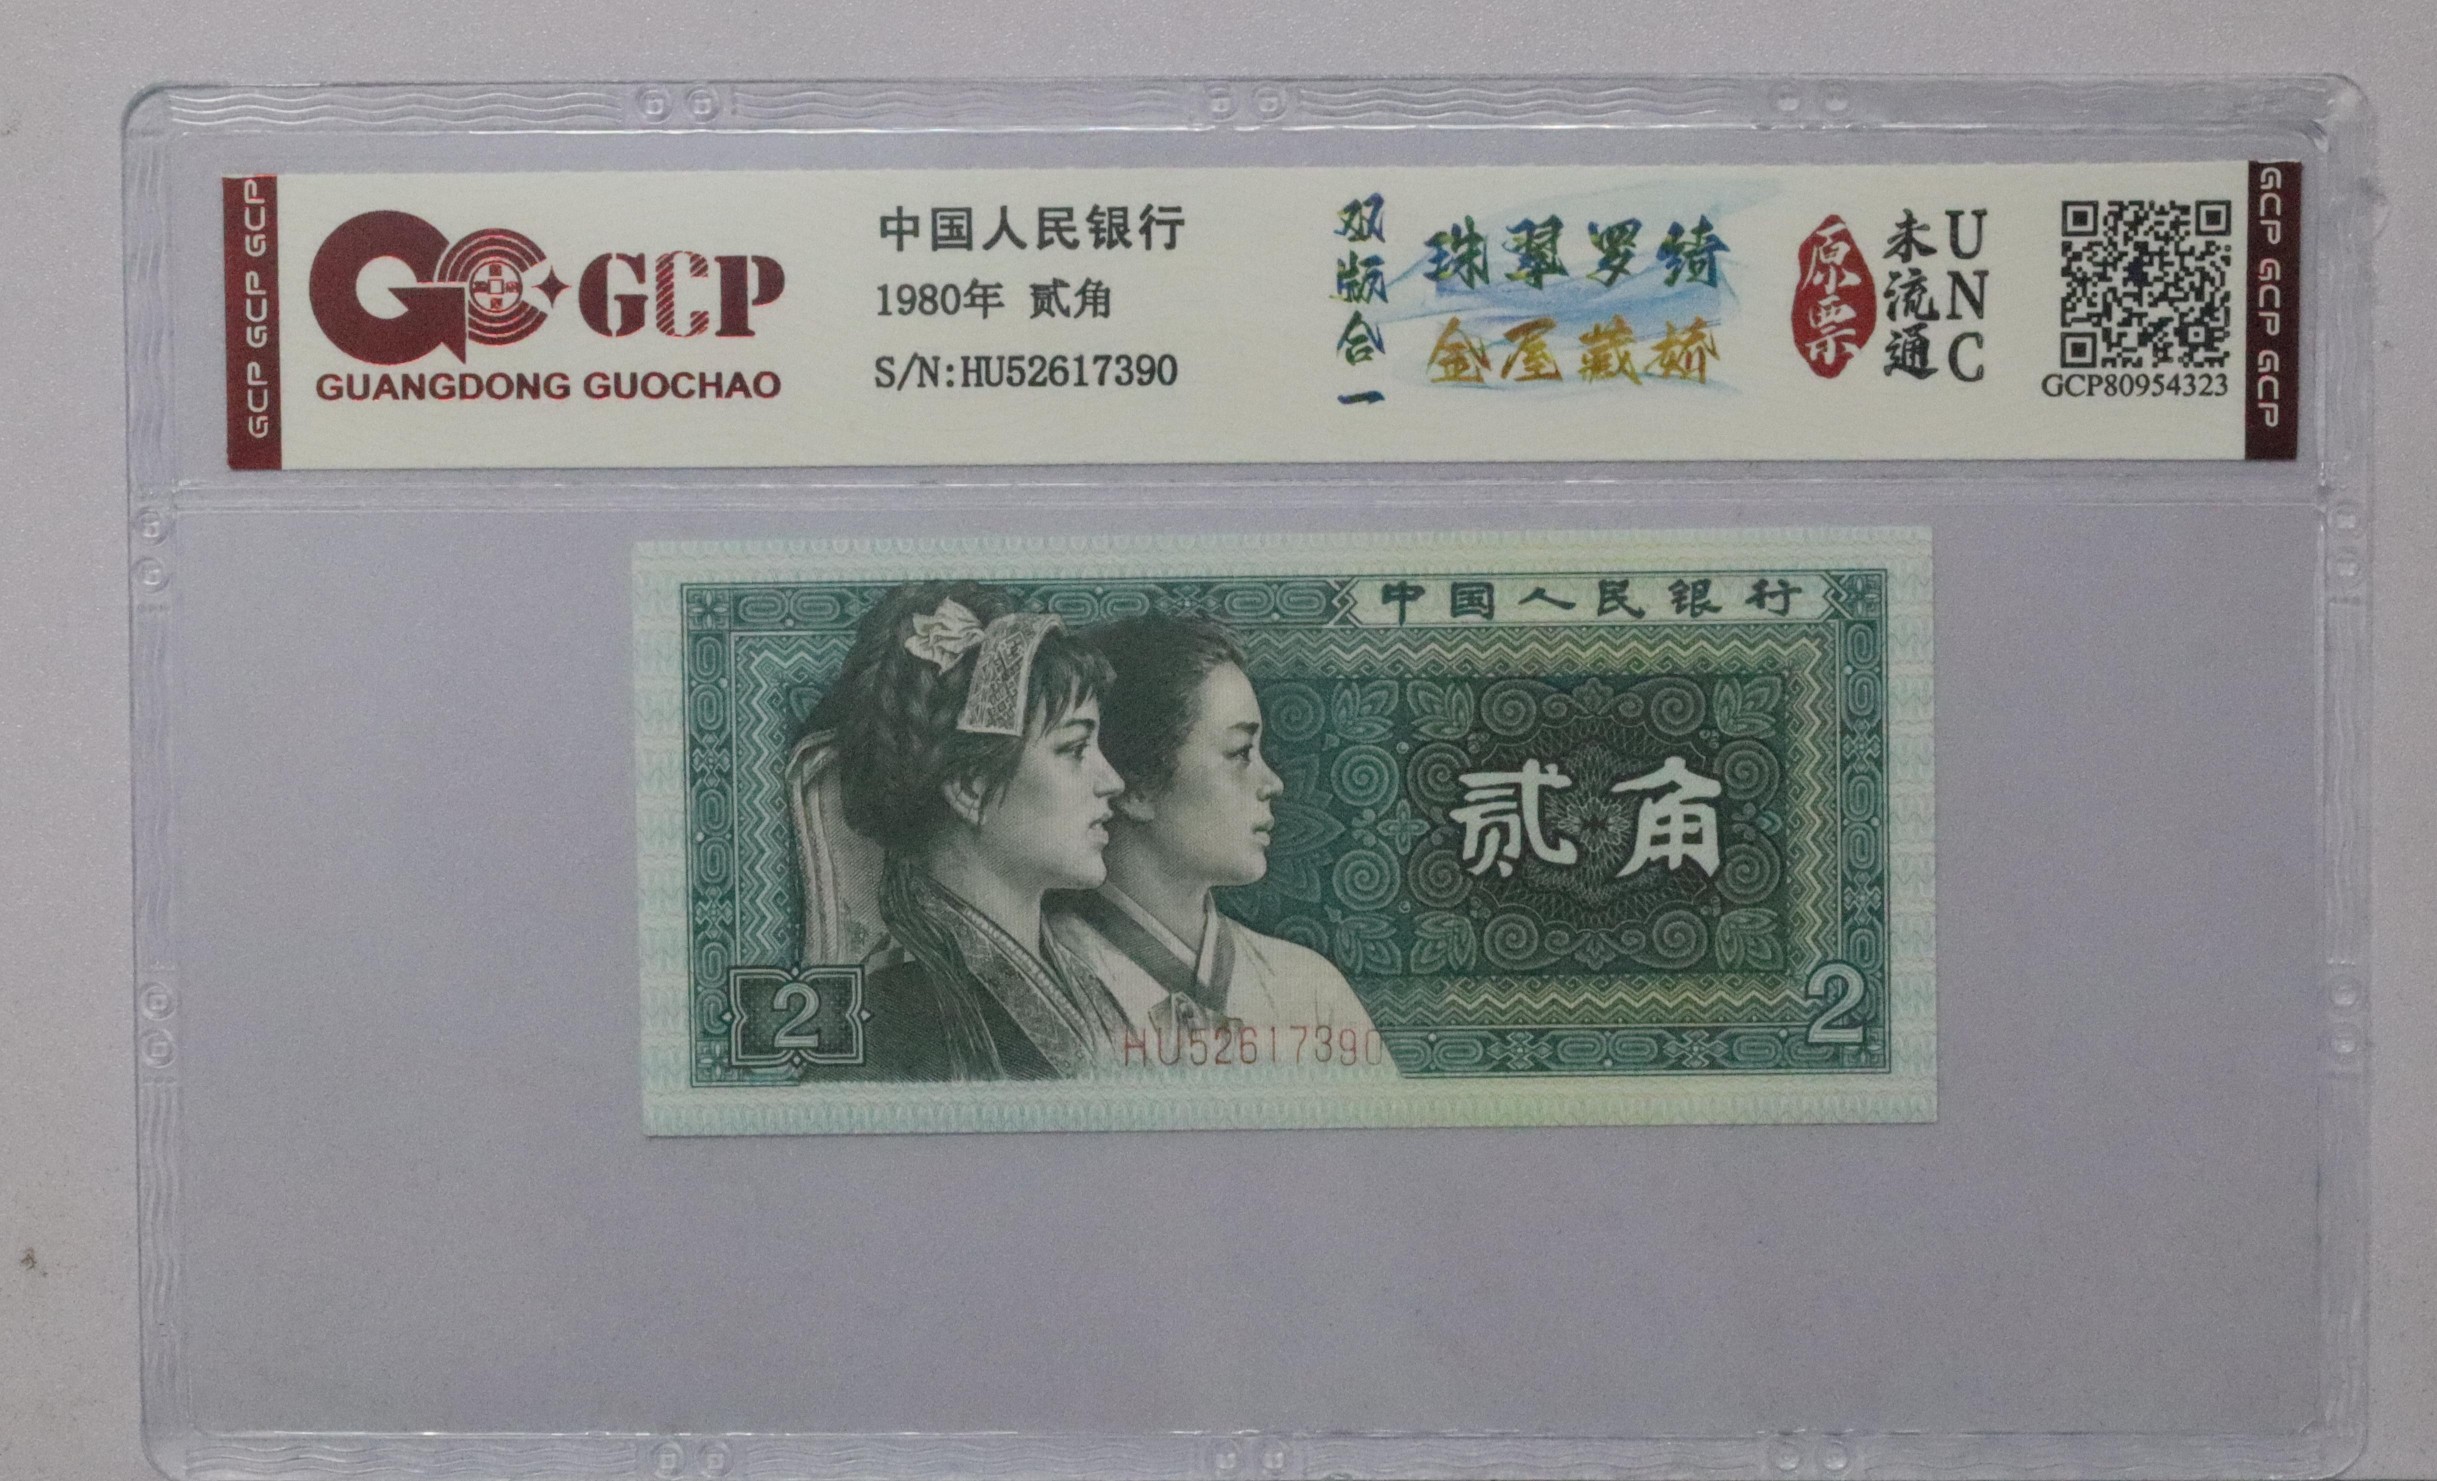 GCP GCP GCP
GCP
GUANGDONG GUOCHAO
中国人民银行
1980年 贰角
S/N:HU52617390
双版合一
珠翠罗绮
金屋藏娇
原票
未流通
UNC
GCP80954323
GCP GCP GCP
中国人民银行
贰角
2
2
HU52617390